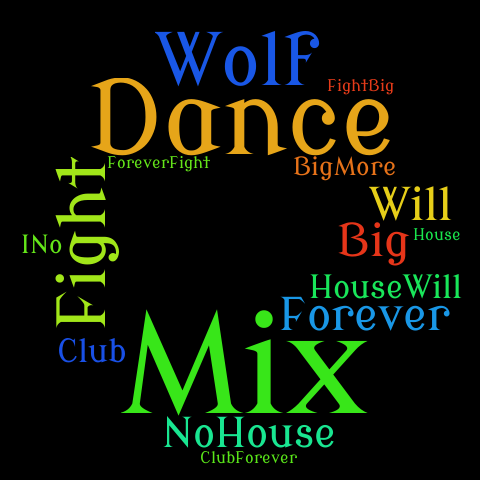 Wolf
FightBig
Dance
ForeverFight
BigMore
Fight
Will
INo
Big
House
HouseWill
Forever
Club
Mix
NoHouse
ClubForever